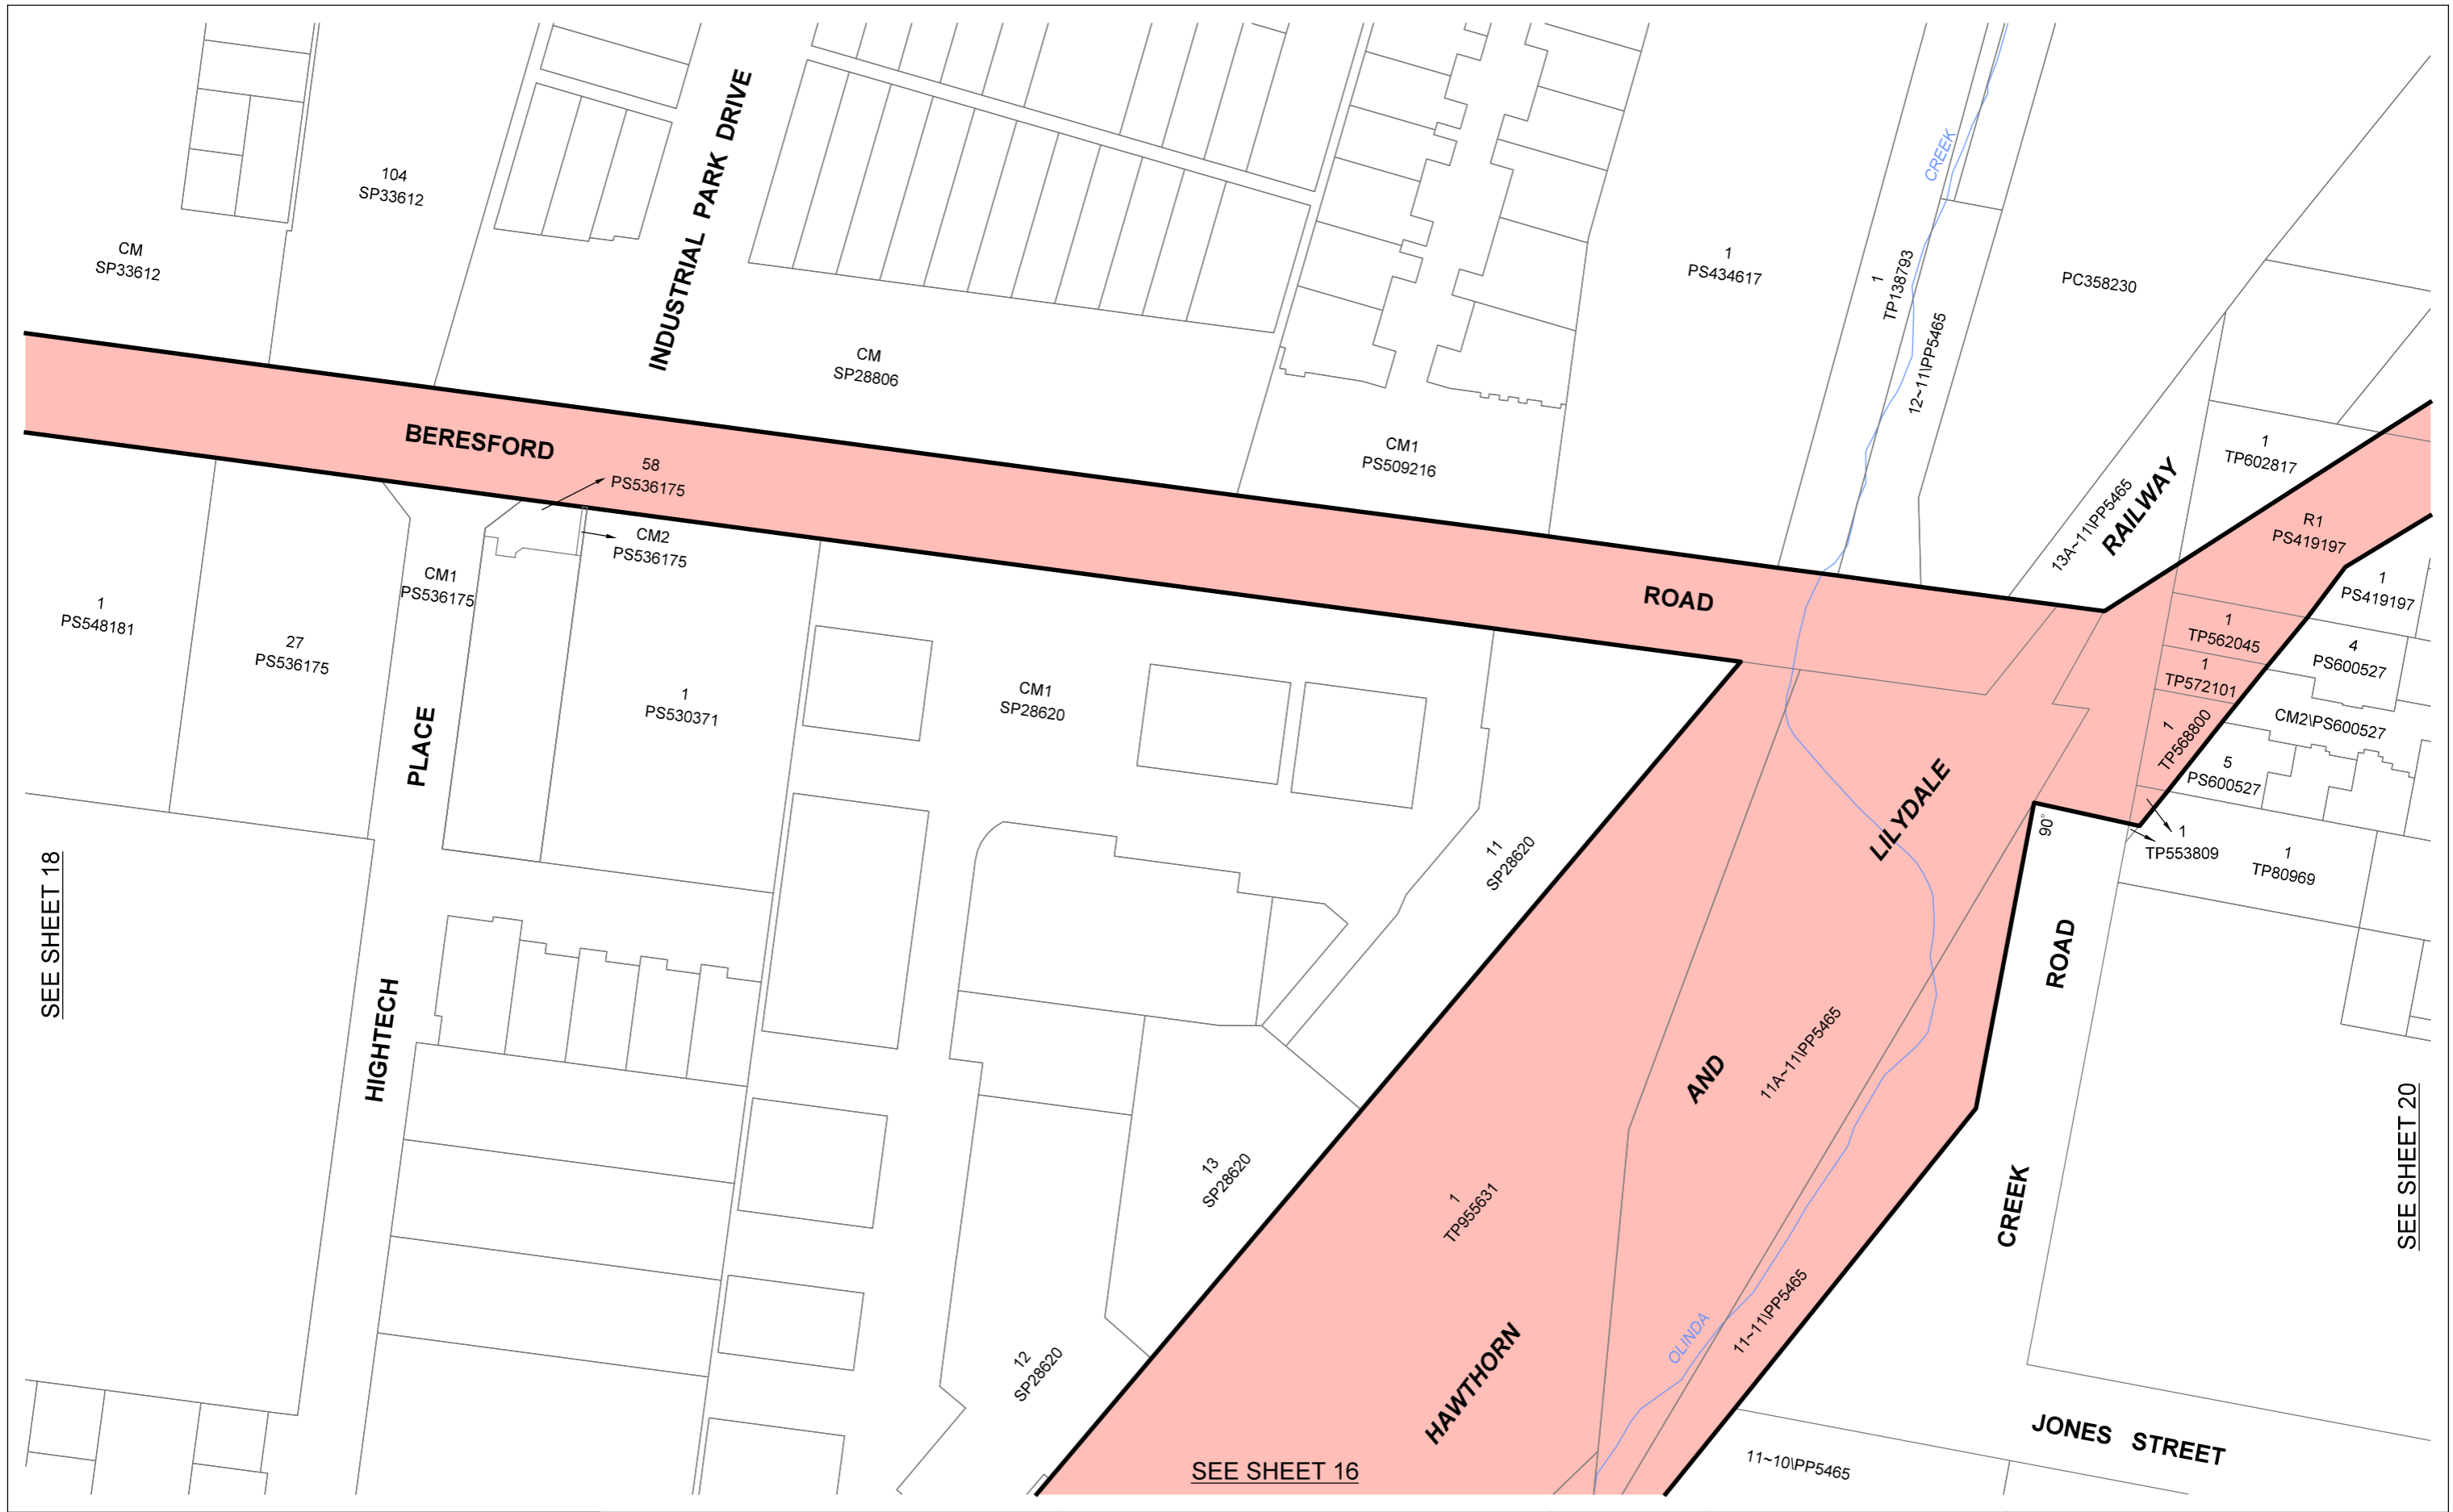 104
SP33612
CM
SP33612
INDUSTRIAL PARK DRIVE
CM
SP28806
1
PS434617
CREEK
1
TP138793
12~11\PP5465
PC358230
CM1
PS509216
13A~11\PP5465
RAILWAY
1
TP602817
R1
PS419197
BERESFORD
58
PS536175
CM2
PS536175
CM1
PS536175
1
PS548181
27
PS536175
PLACE
1
PS530371
CM1
SP28620
ROAD
1
PS419197
1
TP562045
4
PS600527
1
TP572101
CM2\PS600527
1
TP568800
5
PS600527
90°
1
TP553809
1
TP80969
LILYDALE
11
SP28620
SEE SHEET 18
HIGHTECH
ROAD
AND
11A~11\PP5465
13
SP28620
1
TP955631
CREEK
SEE SHEET 20
12
SP28620
HAWTHORN
OLINDA
11~11\PP5465
JONES STREET
11~10\PP5465
SEE SHEET 16